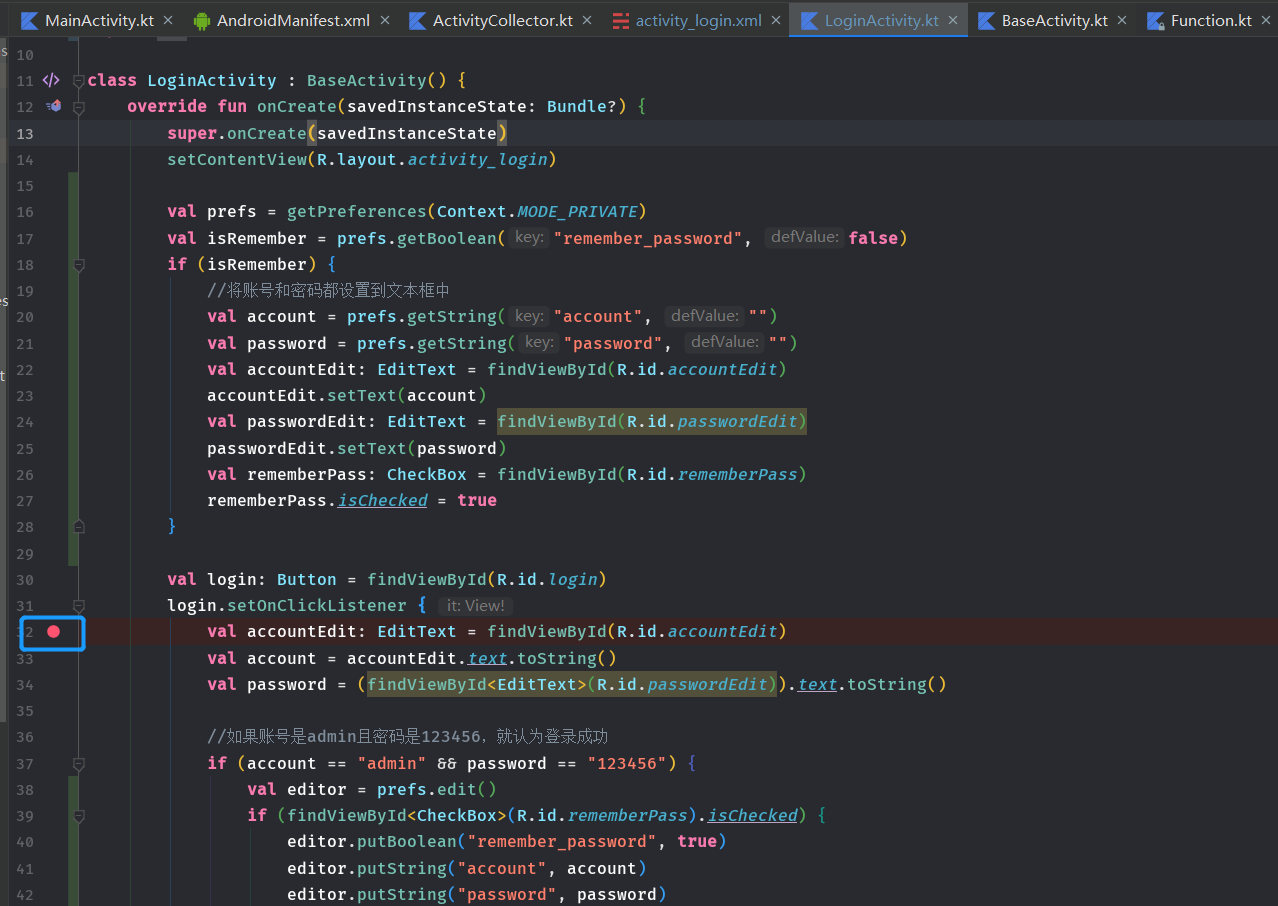 MainActivity.kt × AndroidManifest.xml × ActivityCollector.kt × activity_login.xml × LoginActivity.kt × BaseActivity.kt × Function.kt ×
10
11 class LoginActivity : BaseActivity() {
12 override fun onCreate(savedInstanceState: Bundle?) {
13 super.onCreate(savedInstanceState)
14 setContentView(R.layout.activity_login)
15
16 val prefs = getPreferences(Context.MODE_PRIVATE)
17 val isRemember = prefs.getBoolean( key: "remember_password", defValue: false)
18 if (isRemember) {
19 //将账号和密码都设置到文本框中
20 val account = prefs.getString( key: "account", defValue: "")
21 val password = prefs.getString( key: "password", defValue: "")
22 val accountEdit: EditText = findViewById(R.id.accountEdit)
23 accountEdit.setText(account)
24 val passwordEdit: EditText = findViewById(R.id.passwordEdit)
25 passwordEdit.setText(password)
26 val rememberPass: CheckBox = findViewById(R.id.rememberPass)
27 rememberPass.isChecked = true
28 }
29
30 val login: Button = findViewById(R.id.login)
31 login.setOnClickListener { it: View!
32 val accountEdit: EditText = findViewById(R.id.accountEdit)
33 val account = accountEdit.text.toString()
34 val password = (findViewById<EditText>(R.id.passwordEdit)).text.toString()
35
36 //如果账号是admin且密码是123456，就认为登录成功
37 if (account == "admin" && password == "123456") {
38 val editor = prefs.edit()
39 if (findViewById<CheckBox>(R.id.rememberPass).isChecked) {
40 editor.putBoolean("remember_password", true)
41 editor.putString("account", account)
42 editor.putString("password", password)